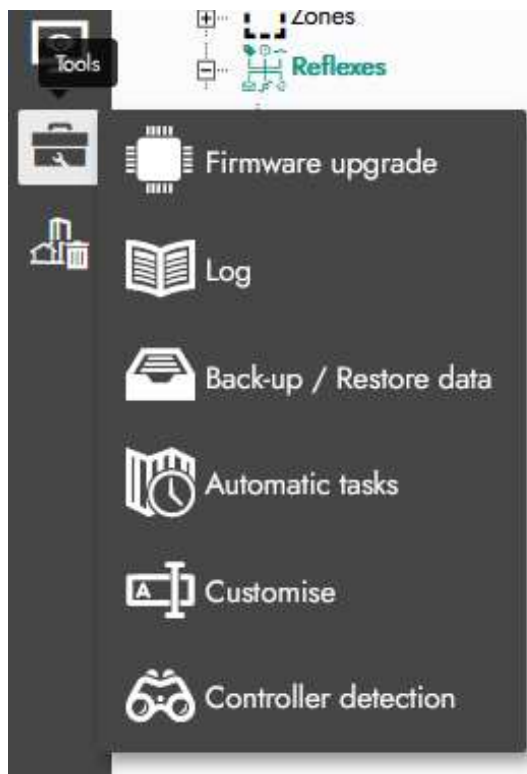 Zones
Tools
Reflexes
Firmware upgrade
Log
Back-up / Restore data
Automatic tasks
A
Customise
Controller detection